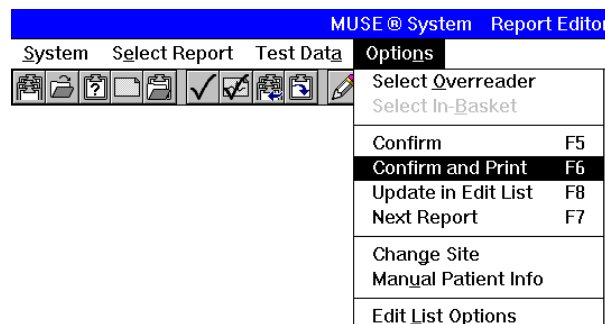 MUSE ® System Report Editor
System Select Report Test Data Options
Select Overreader
Select In-Basket
Confirm F5
Confirm and Print F6
Update in Edit List F8
Next Report F7
Change Site
Manual Patient Info
Edit List Options